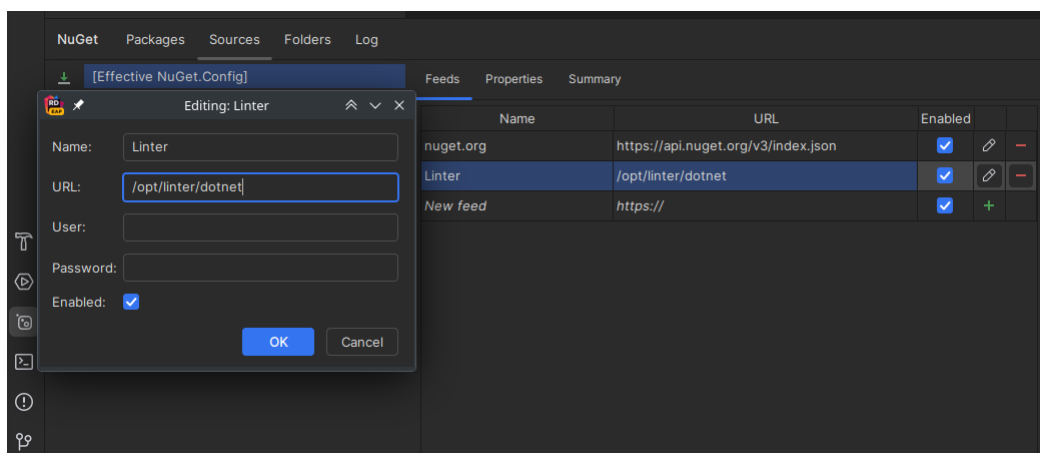 NuGet Packages Sources Folders Log
[Effective NuGet.Config]
Feeds Properties Summary
RD EAP Editing: Linter
Name: Linter
URL: /opt/linter/dotnet
User:
Password:
Enabled:
OK Cancel
Name URL Enabled
nuget.org https://api.nuget.org/v3/index.json
Linter /opt/linter/dotnet
New feed https://